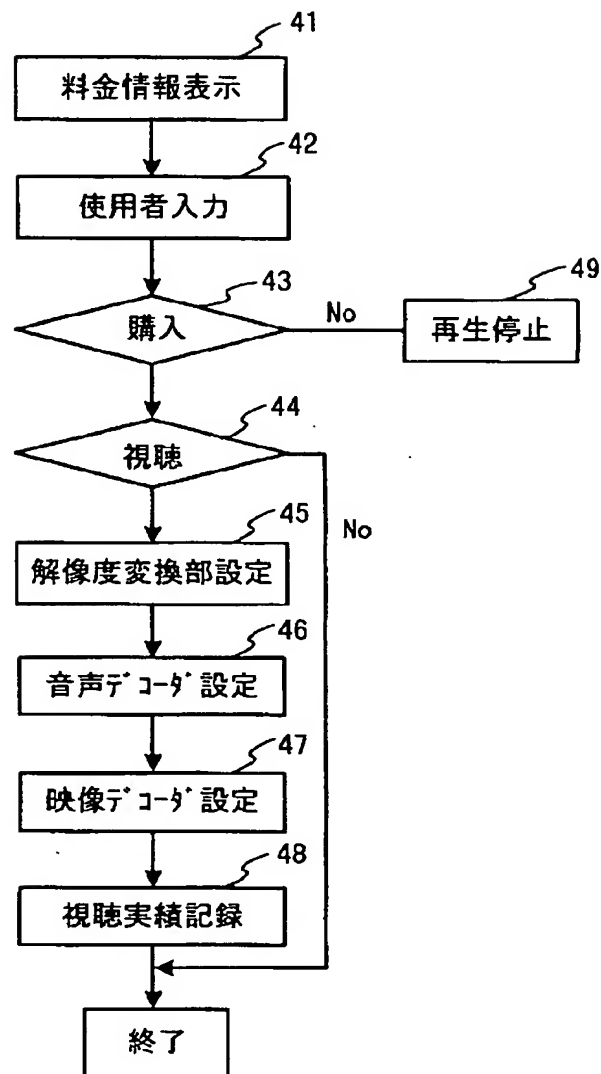 41
料金情報表示
42
使用者入力
43
購入
No
49
再生停止
44
視聴
No
45
解像度変換部設定
46
音声ﾃﾞｺｰﾀﾞ設定
47
映像ﾃﾞｺｰﾀﾞ設定
48
視聴実績記録
終了